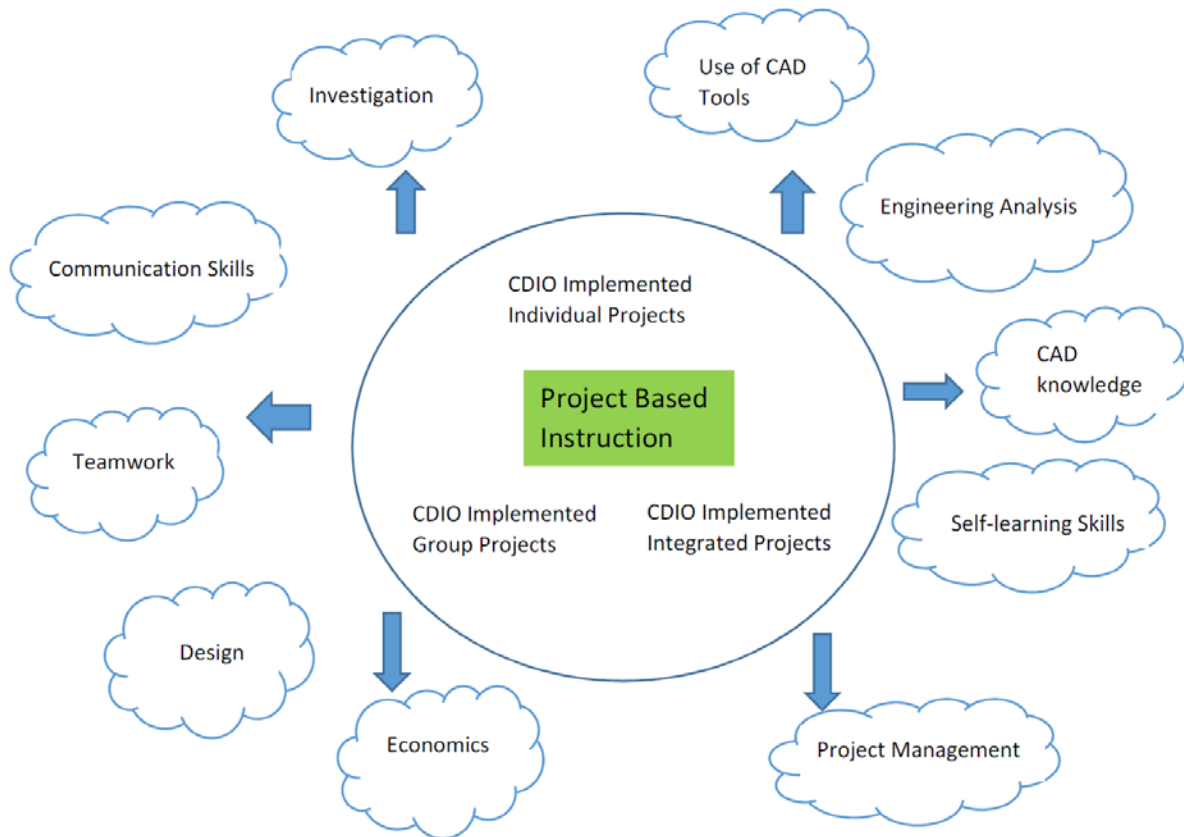 Investigation
Use of CAD
Tools
Engineering Analysis
Communication Skills
CDIO Implemented
Individual Projects
CAD
knowledge
Project Based
Instruction
Teamwork
CDIO Implemented
Group Projects
CDIO Implemented
Integrated Projects
Self-learning Skills
Design
Economics
Project Management